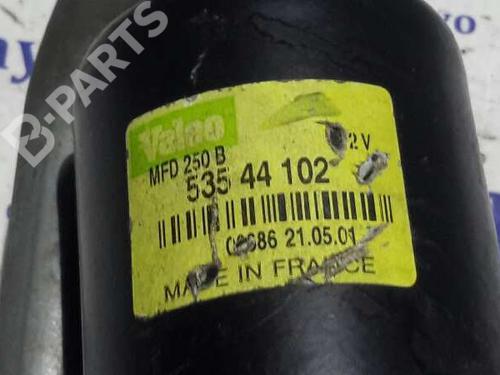 B-PARTS
Valeo
MFD 250 B
2 V
535 44 102
21.05.01
MADE IN FRANCE